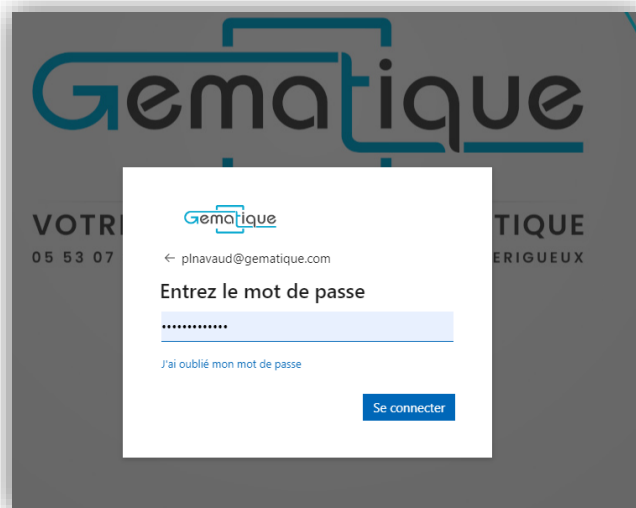 Gematique
VOTR TIQUE
05 53 07 ERIGUEUX
Gematique
← plnavaud@gematique.com
Entrez le mot de passe
•••••••••••••
J'ai oublié mon mot de passe
Se connecter